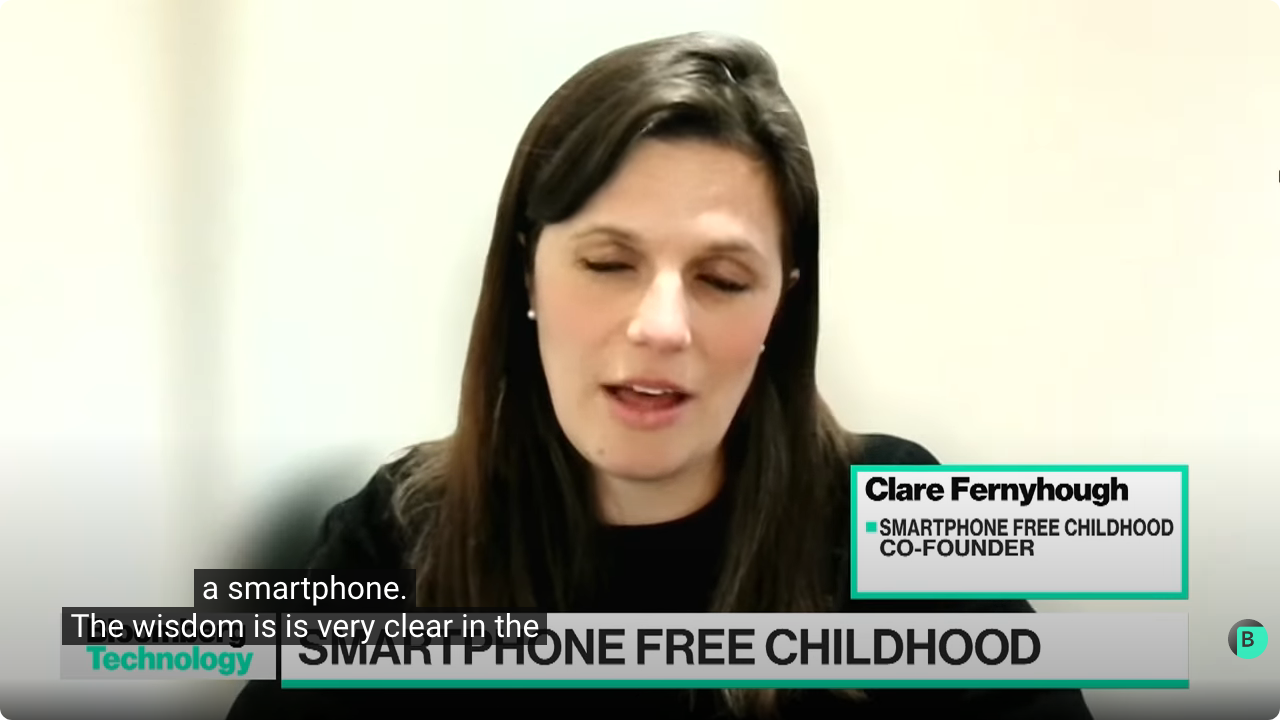 Clare Fernyhough
SMARTPHONE FREE CHILDHOOD
CO-FOUNDER
a smartphone.
The wisdom is is very clear in the
Bloomberg
Technology
SMARTPHONE FREE CHILDHOOD
B